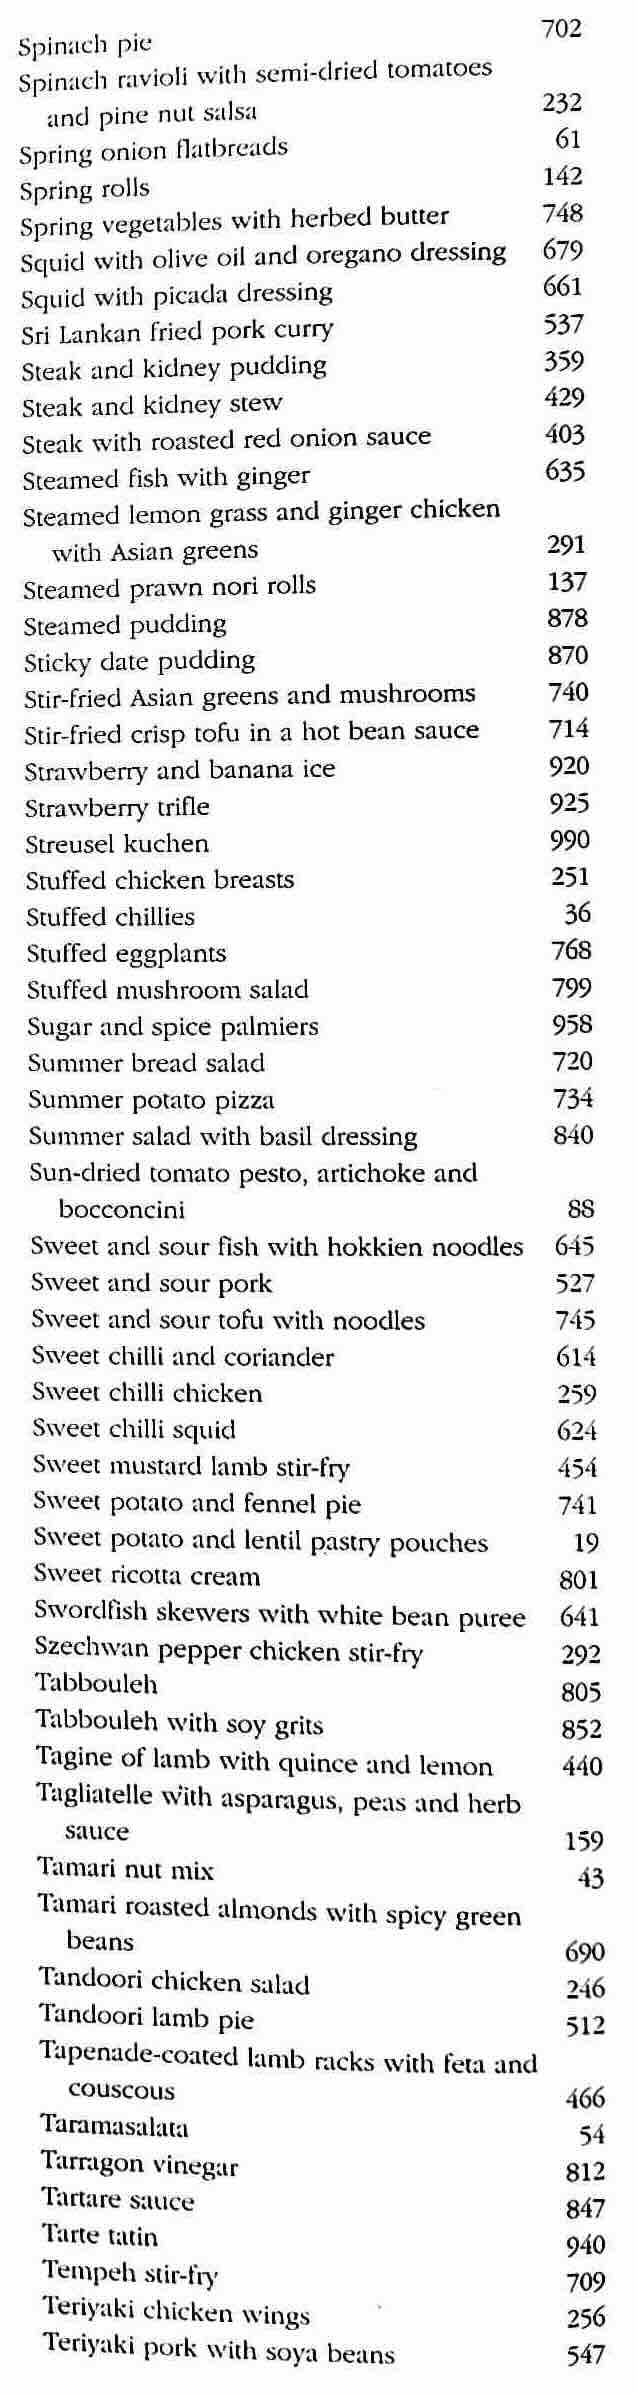 Spinach pie 702
Spinach ravioli with semi-dried tomatoes
and pine nut salsa 232
Spring onion flatbreads 61
Spring rolls 142
Spring vegetables with herbed butter 748
Squid with olive oil and oregano dressing 679
Squid with picada dressing 661
Sri Lankan fried pork curry 537
Steak and kidney pudding 359
Steak and kidney stew 429
Steak with roasted red onion sauce 403
Steamed fish with ginger 635
Steamed lemon grass and ginger chicken
with Asian greens 291
Steamed prawn nori rolls 137
Steamed pudding 878
Sticky date pudding 870
Stir-fried Asian greens and mushrooms 740
Stir-fried crisp tofu in a hot bean sauce 714
Strawberry and banana ice 920
Strawberry trifle 925
Streusel kuchen 990
Stuffed chicken breasts 251
Stuffed chillies 36
Stuffed eggplants 768
Stuffed mushroom salad 799
Sugar and spice palmiers 958
Summer bread salad 720
Summer potato pizza 734
Summer salad with basil dressing 840
Sun-dried tomato pesto, artichoke and
bocconcini 88
Sweet and sour fish with hokkien noodles 645
Sweet and sour pork 527
Sweet and sour tofu with noodles 745
Sweet chilli and coriander 614
Sweet chilli chicken 259
Sweet chilli squid 624
Sweet mustard lamb stir-fry 454
Sweet potato and fennel pie 741
Sweet potato and lentil pastry pouches 19
Sweet ricotta cream 801
Swordfish skewers with white bean puree 641
Szechwan pepper chicken stir-fry 292
Tabbouleh 805
Tabbouleh with soy grits 852
Tagine of lamb with quince and lemon 440
Tagliatelle with asparagus, peas and herb
sauce 159
Tamari nut mix 43
Tamari roasted almonds with spicy green
beans 690
Tandoori chicken salad 246
Tandoori lamb pie 512
Tapenade-coated lamb racks with feta and
couscous 466
Taramasalata 54
Tarragon vinegar 812
Tartare sauce 847
Tarte tatin 940
Tempeh stir-fry 709
Teriyaki chicken wings 256
Teriyaki pork with soya beans 547